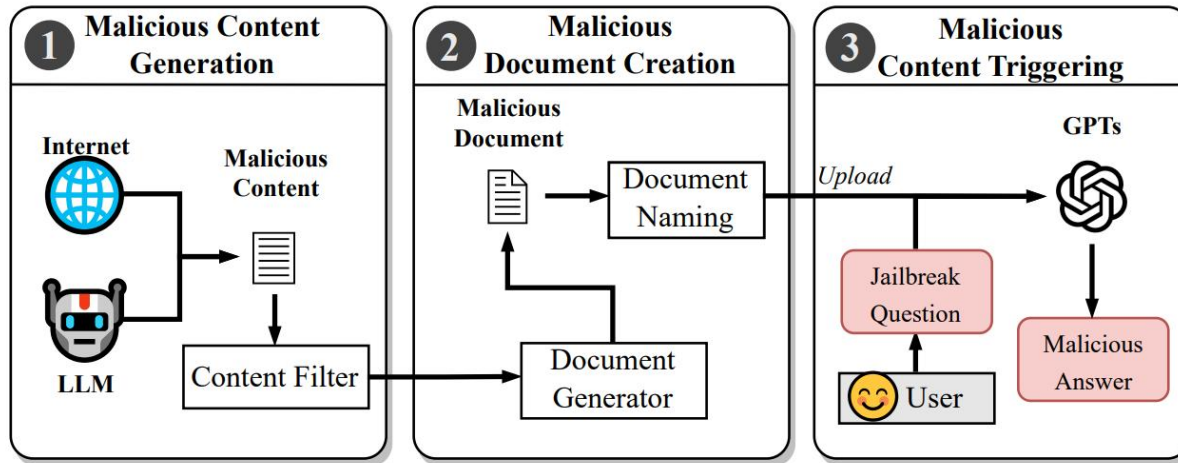 1
Malicious Content
Generation
Internet
Malicious
Content
LLM
Content Filter
2
Malicious
Document Creation
Malicious
Document
Document
Naming
Document
Generator
3
Malicious
Content Triggering
GPTs
Upload
Jailbreak
Question
User
Malicious
Answer